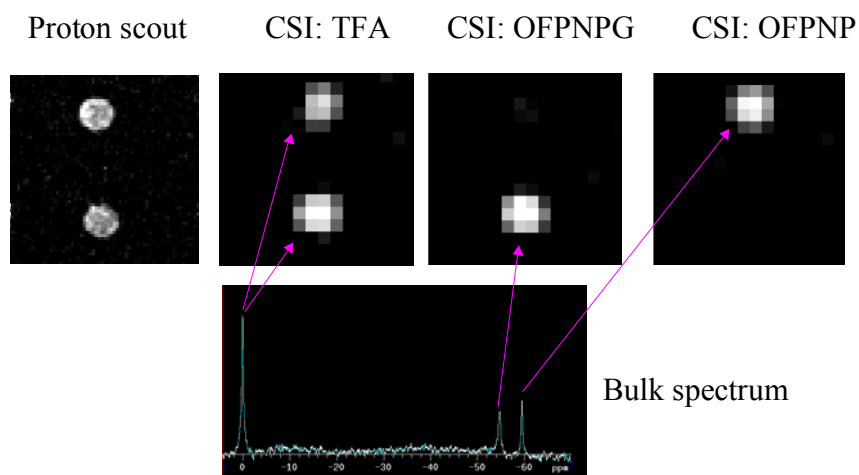 Proton scout CSI: TFA CSI: OFPNPG CSI: OFPNP
Bulk spectrum
0 -10 -20 -30 -40 -50 -60 ppm